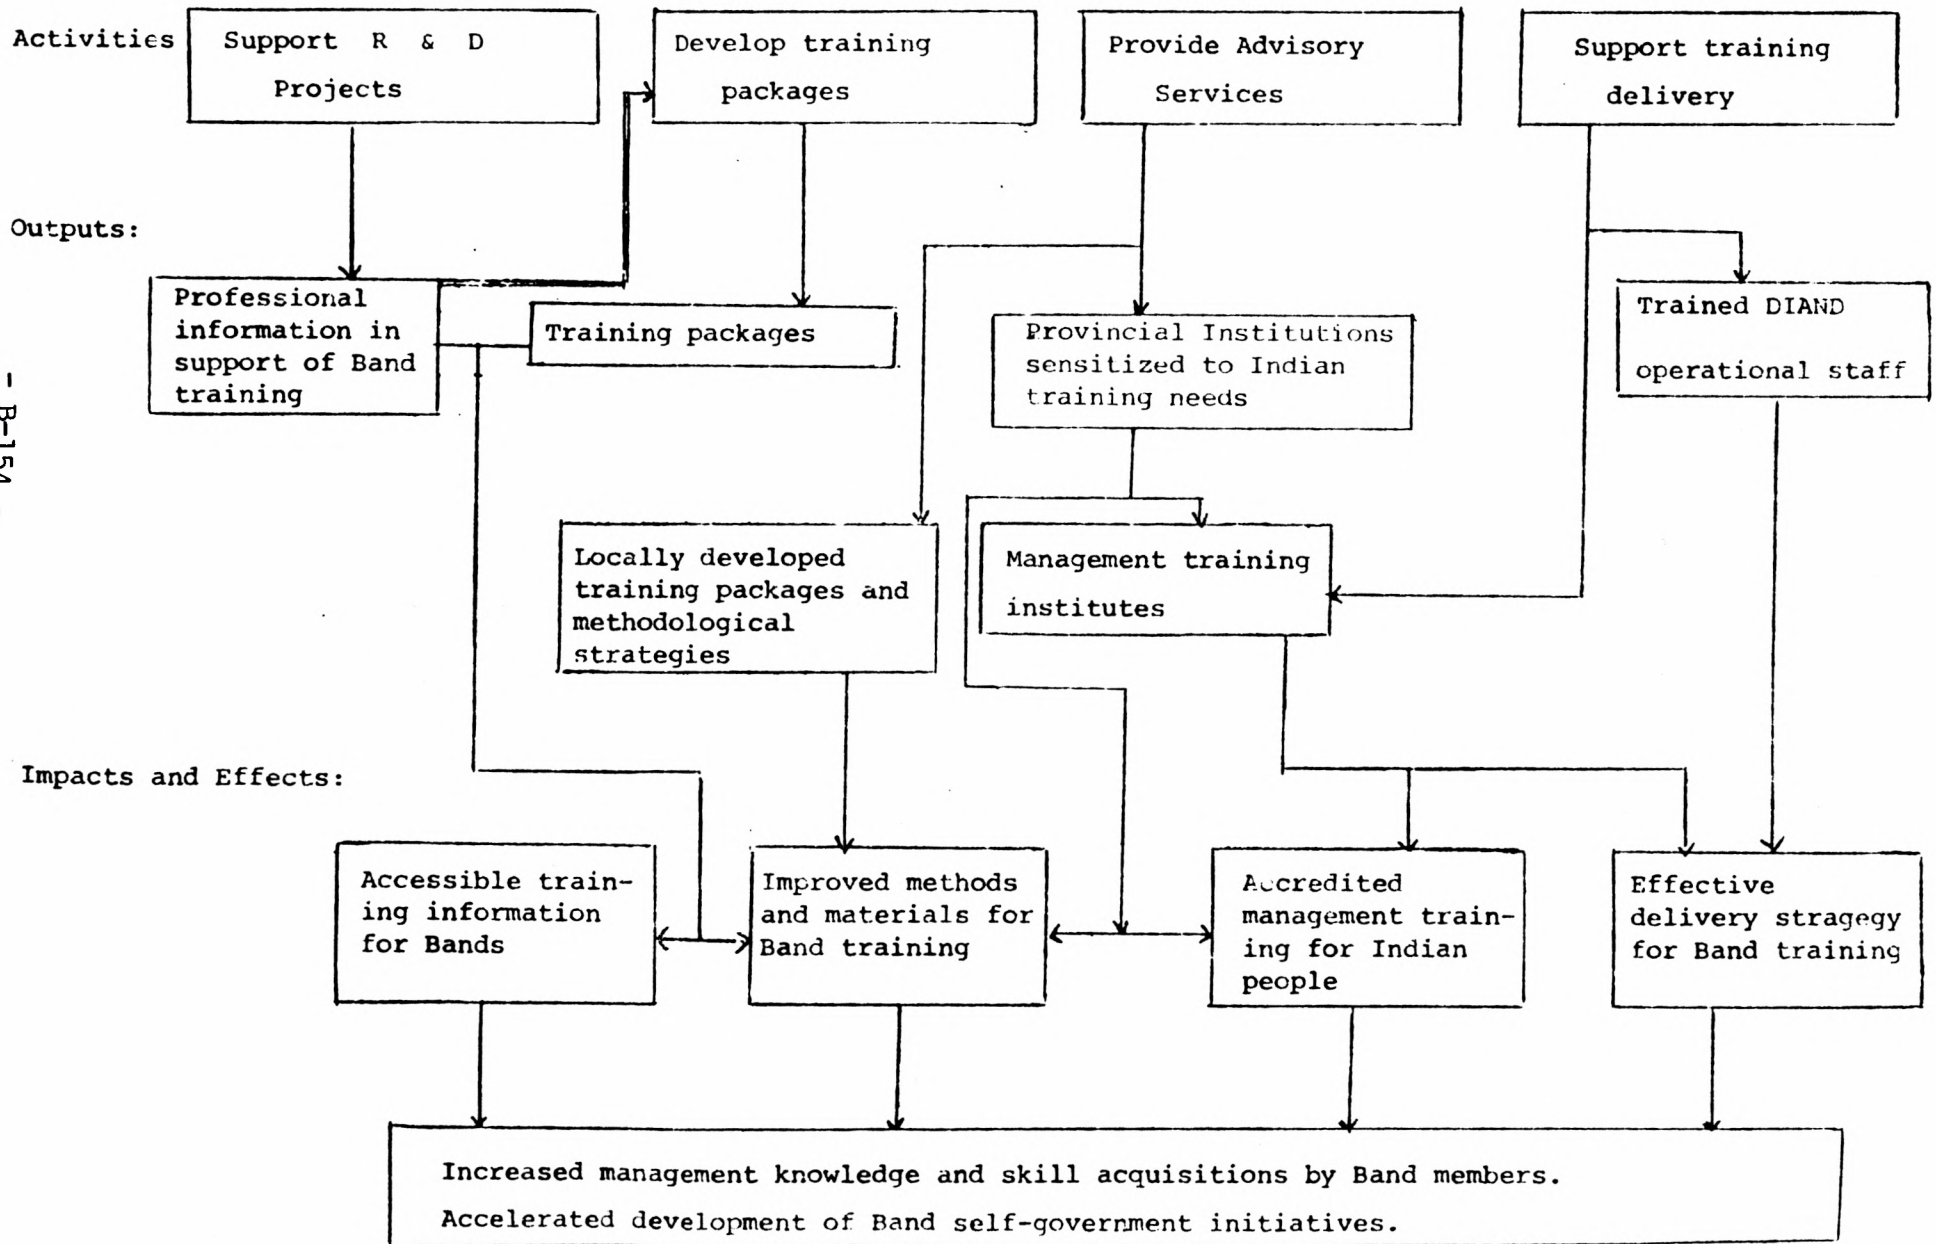 Activities
Support R & D
Projects
Develop training
packages
Provide Advisory
Services
Support training
delivery
Outputs:
Professional
information in
support of Band
training
Training packages
Provincial Institutions
sensitized to Indian
training needs
Trained DIAND
operational staff
- B-154
Locally developed
training packages and
methodological
strategies
Management training
institutes
Impacts and Effects:
Accessible train-
ing information
for Bands
Improved methods
and materials for
Band training
Accredited
management train-
ing for Indian
people
Effective
delivery stragegy
for Band training
Increased management knowledge and skill acquisitions by Band members.
Accelerated development of Band self-government initiatives.